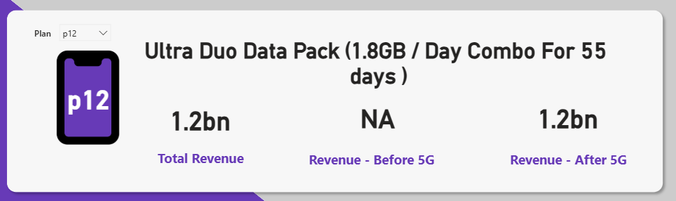 Plan p12
Ultra Duo Data Pack (1.8GB / Day Combo For 55
days )
p12
1.2bn NA 1.2bn
Total Revenue Revenue - Before 5G Revenue - After 5G